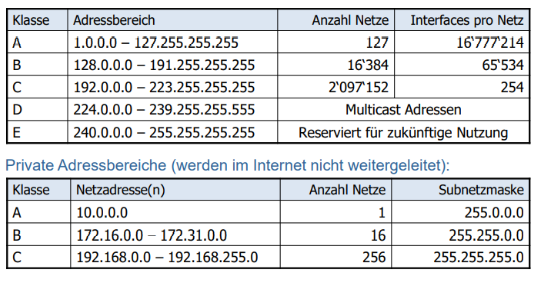 Klasse Adressbereich Anzahl Netze Interfaces pro Netz
A 1.0.0.0 – 127.255.255.255 127 16'777'214
B 128.0.0.0 – 191.255.255.255 16'384 65'534
C 192.0.0.0 – 223.255.255.255 2'097'152 254
D 224.0.0.0 – 239.255.255.555 Multicast Adressen
E 240.0.0.0 – 255.255.255.255 Reserviert für zukünftige Nutzung
Private Adressbereiche (werden im Internet nicht weitergeleitet):
Klasse Netzadresse(n) Anzahl Netze Subnetzmaske
A 10.0.0.0 1 255.0.0.0
B 172.16.0.0 – 172.31.0.0 16 255.255.0.0
C 192.168.0.0 – 192.168.255.0 256 255.255.255.0